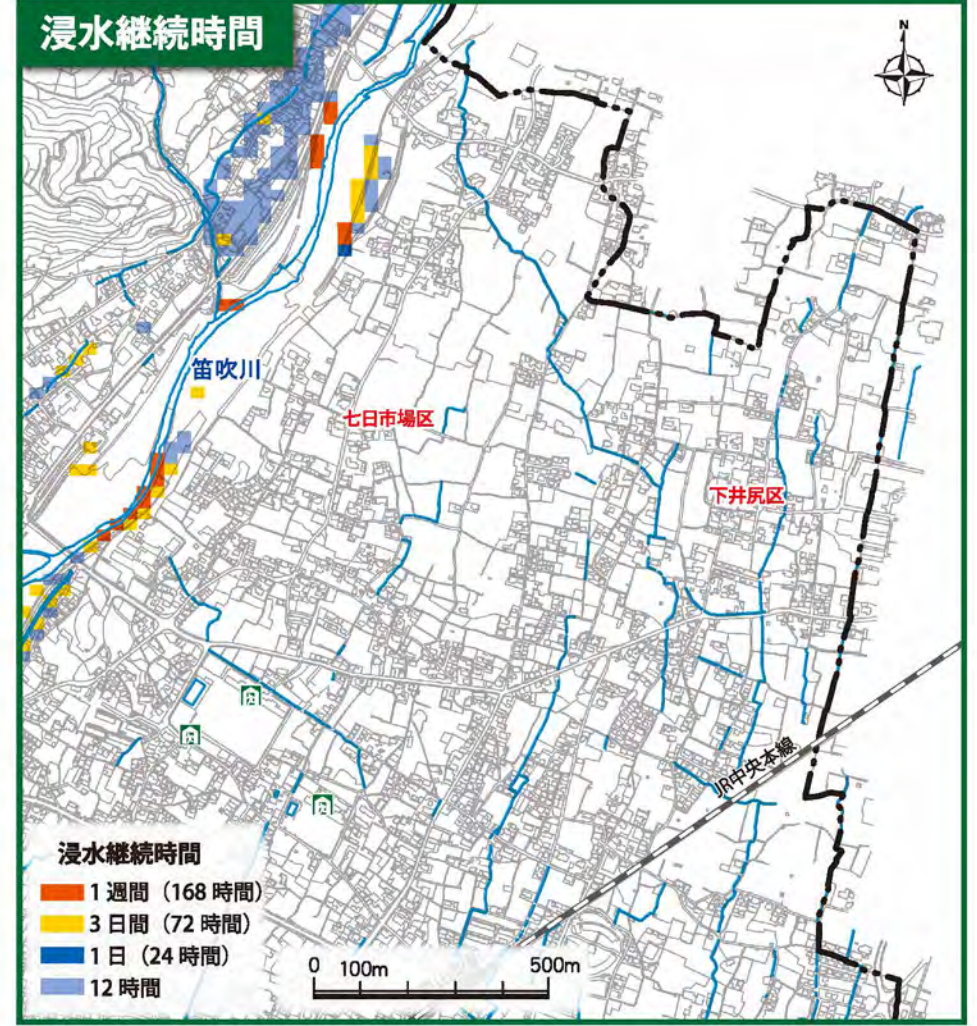 浸水継続時間
N
笛吹川
七日市場区
下井尻区
JR中央本線
浸水継続時間
1週間（168時間）
3日間（72時間）
1日（24時間）
12時間
0 100m 500m